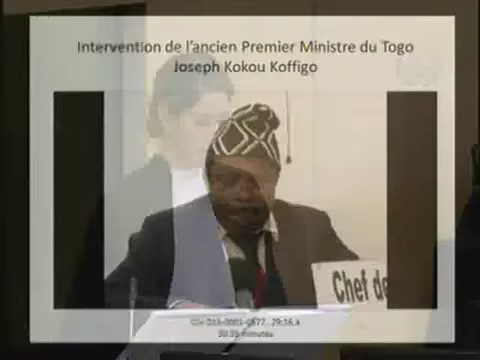 Intervention de l'ancien Premier Ministre du Togo
Joseph Kokou Koffigo
Chef de